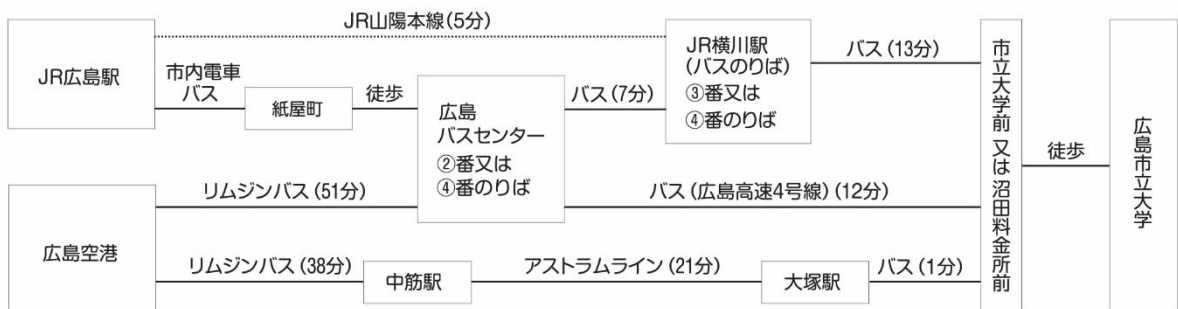 JR山陽本線(5分)
JR広島駅
市内電車
バス
紙屋町
徒歩
広島
バスセンター
②番又は
④番のりば
バス(7分)
JR横川駅
(バスのりば)
③番又は
④番のりば
バス(13分)
リムジンバス(51分)
バス(広島高速4号線)(12分)
広島空港
リムジンバス(38分)
中筋駅
アストラムライン(21分)
大塚駅
バス(1分)
市立大学前 又は 沼田料金所前
徒歩
広島市立大学